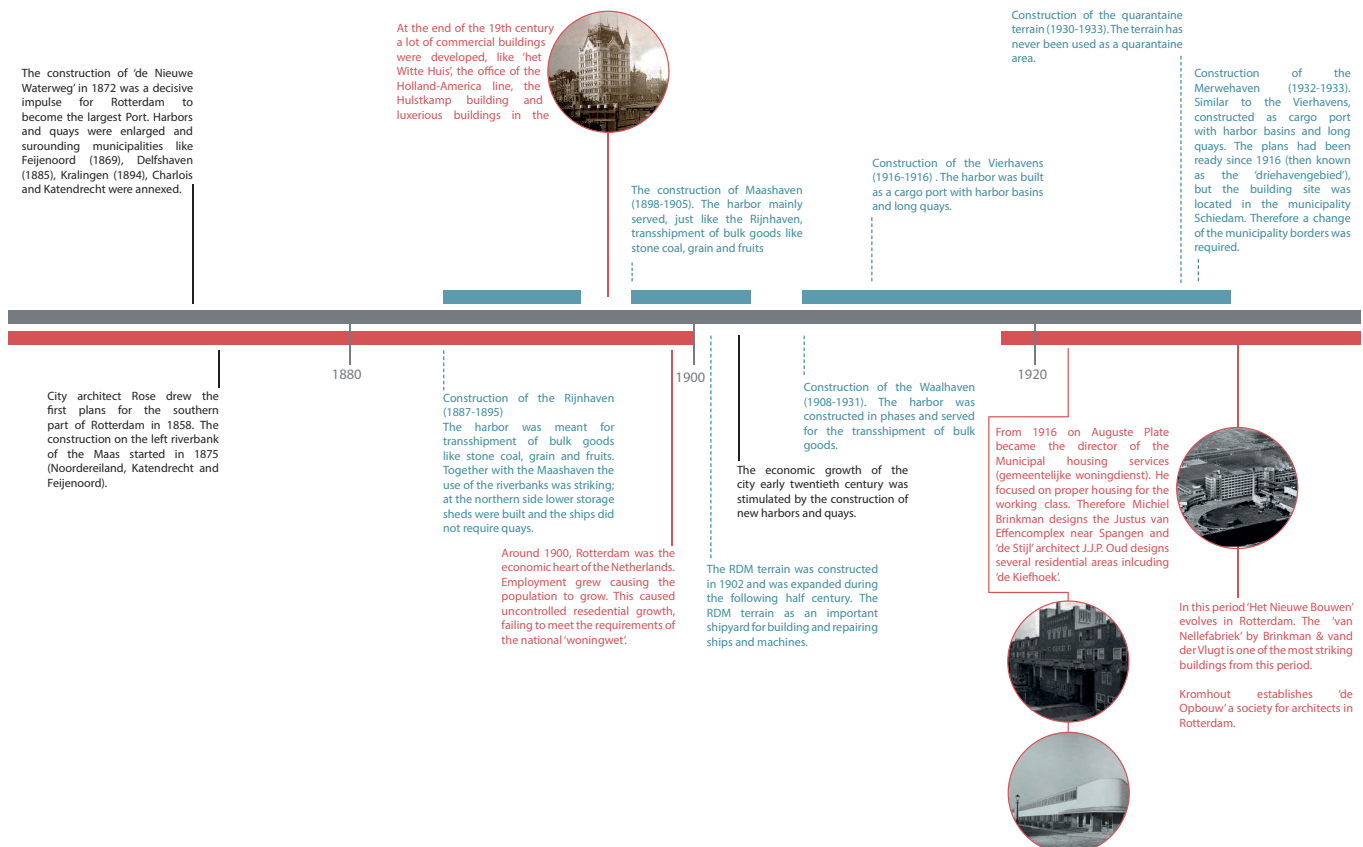 The construction of ‘de Nieuwe
Waterweg’ in 1872 was a decisive
impulse for Rotterdam to
become the largest Port. Harbors
and quays were enlarged and
surounding municipalities like
Feijenoord (1869), Delfshaven
(1885), Kralingen (1894), Charlois
and Katendrecht were annexed.
At the end of the 19th century
a lot of commercial buildings
were developed, like ‘het
Witte Huis’, the office of the
Holland-America line, the
Hulstkamp building and
luxerious buildings in the
The construction of Maashaven
(1898-1905). The harbor mainly
served, just like the Rijnhaven,
transshipment of bulk goods like
stone coal, grain and fruits
Construction of the Vierhavens
(1916-1916) . The harbor was built
as a cargo port with harbor basins
and long quays.
Construction of the quarantaine
terrain (1930-1933). The terrain has
never been used as a quarantaine
area.
Construction of the
Merwehaven (1932-1933).
Similar to the Vierhavens,
constructed as cargo port
with harbor basins and long
quays. The plans had been
ready since 1916 (then known
as the ‘driehavengebied’),
but the building site was
located in the municipality
Schiedam. Therefore a change
of the municipality borders was
required.
1880
1900
1920
City architect Rose drew the
first plans for the southern
part of Rotterdam in 1858. The
construction on the left riverbank
of the Maas started in 1875
(Noordereiland, Katendrecht and
Feijenoord).
Construction of the Rijnhaven
(1887-1895)
The harbor was meant for
transshipment of bulk goods
like stone coal, grain and fruits.
Together with the Maashaven the
use of the riverbanks was striking;
at the northern side lower storage
sheds were built and the ships did
not require quays.
Around 1900, Rotterdam was the
economic heart of the Netherlands.
Employment grew causing the
population to grow. This caused
uncontrolled resedential growth,
failing to meet the requirements of
the national ‘woningwet’.
The RDM terrain was constructed
in 1902 and was expanded during
the following half century. The
RDM terrain as an important
shipyard for building and repairing
ships and machines.
The economic growth of the
city early twentieth century was
stimulated by the construction of
new harbors and quays.
Construction of the Waalhaven
(1908-1931). The harbor was
constructed in phases and served
for the transshipment of bulk
goods.
From 1916 on Auguste Plate
became the director of the
Municipal housing services
(gemeentelijke woningdienst). He
focused on proper housing for the
working class. Therefore Michiel
Brinkman designs the Justus van
Effencomplex near Spangen and
‘de Stijl’ architect J.J.P. Oud designs
several residential areas inlcuding
‘de Kiefhoek’.
In this period ‘Het Nieuwe Bouwen’
evolves in Rotterdam. The ‘van
Nellefabriek’ by Brinkman & vand
der Vlugt is one of the most striking
buildings from this period.
Kromhout establishes ‘de
Opbouw’ a society for architects in
Rotterdam.